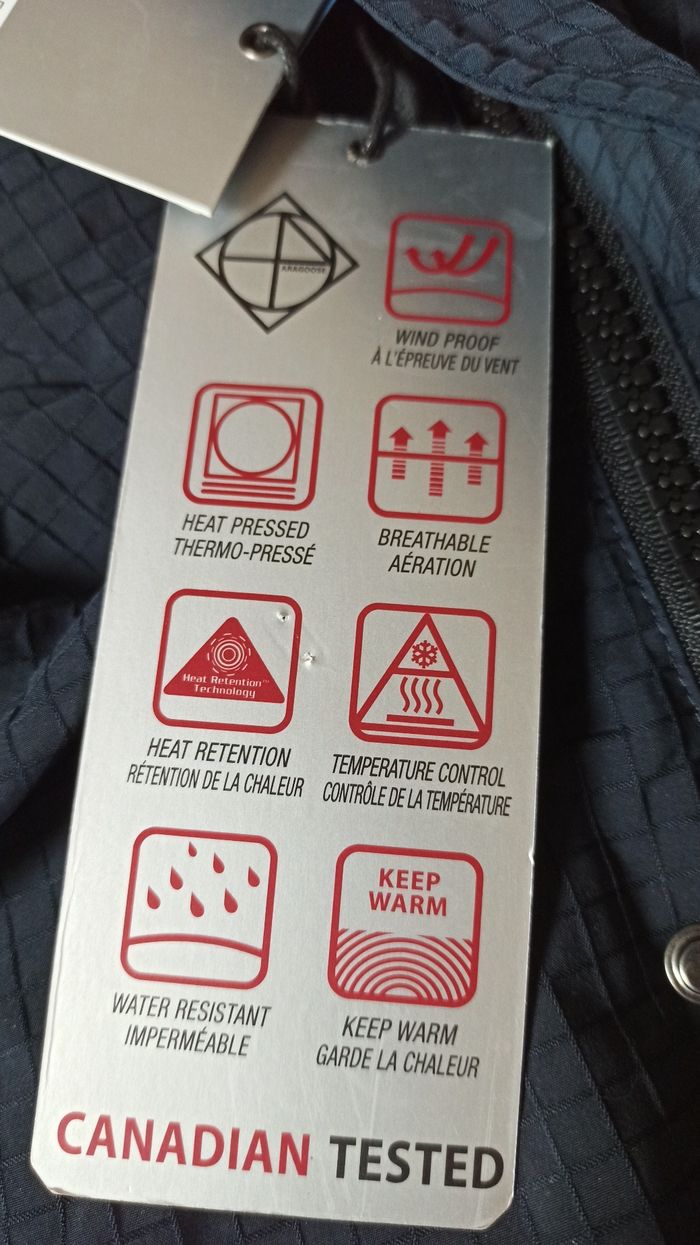 ARAGOOSE
WIND PROOF
À L'ÉPREUVE DU VENT
HEAT PRESSED
THERMO-PRESSÉ
BREATHABLE
AÉRATION
Heat Retention™
Technology
HEAT RETENTION
RÉTENTION DE LA CHALEUR
TEMPERATURE CONTROL
CONTRÔLE DE LA TEMPÉRATURE
WATER RESISTANT
IMPERMÉABLE
KEEP
WARM
KEEP WARM
GARDE LA CHALEUR
CANADIAN TESTED